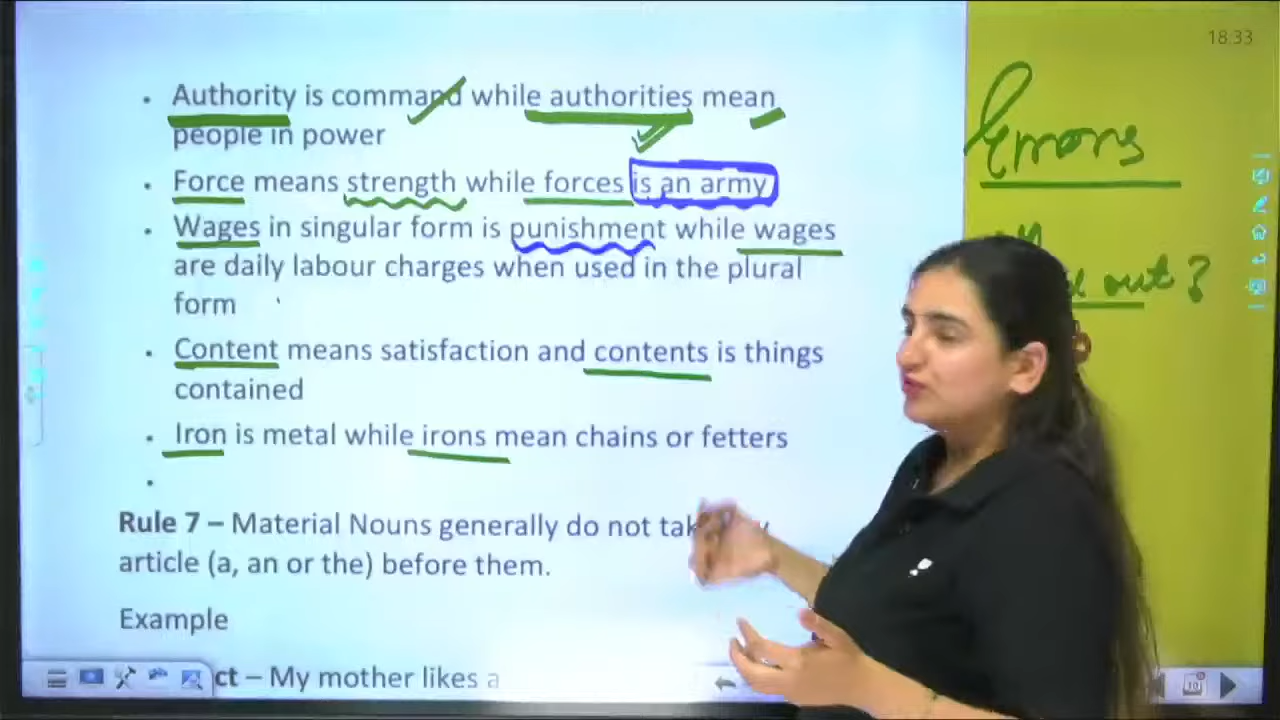 18.33
• Authority is command while authorities mean
people in power
• Force means strength while forces is an army
• Wages in singular form is punishment while wages
are daily labour charges when used in the plural
form
• Content means satisfaction and contents is things
contained
• Iron is metal while irons mean chains or fetters
•
Rule 7 – Material Nouns generally do not
article (a, an or the) before them.
Example
ct – My mother likes a
Errors
out?